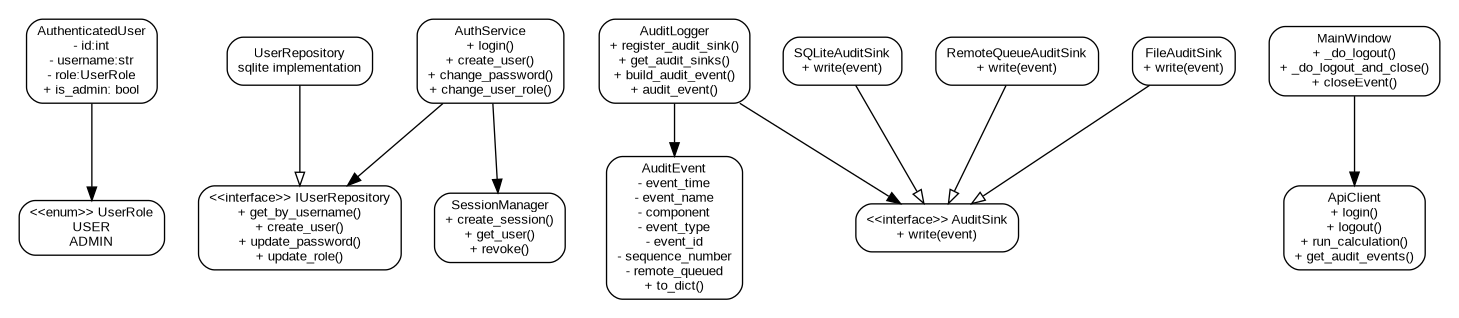 AuthenticatedUser
- id:int
- username:str
- role:UserRole
+ is_admin: bool
UserRepository
sqlite implementation
AuthService
+ login()
+ create_user()
+ change_password()
+ change_user_role()
AuditLogger
+ register_audit_sink()
+ get_audit_sinks()
+ build_audit_event()
+ audit_event()
SQLiteAuditSink
+ write(event)
RemoteQueueAuditSink
+ write(event)
FileAuditSink
+ write(event)
MainWindow
+ _do_logout()
+ _do_logout_and_close()
+ closeEvent()
<<enum>> UserRole
USER
ADMIN
<<interface>> IUserRepository
+ get_by_username()
+ create_user()
+ update_password()
+ update_role()
SessionManager
+ create_session()
+ get_user()
+ revoke()
AuditEvent
- event_time
- event_name
- component
- event_type
- event_id
- sequence_number
- remote_queued
+ to_dict()
<<interface>> AuditSink
+ write(event)
ApiClient
+ login()
+ logout()
+ run_calculation()
+ get_audit_events()